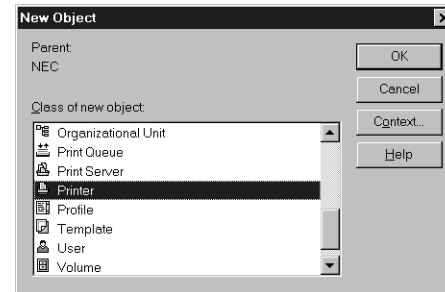 New Object
Parent:
NEC
Class of new object:
Organizational Unit
Print Queue
Print Server
Printer
Profile
Template
User
Volume
OK
Cancel
Context...
Help